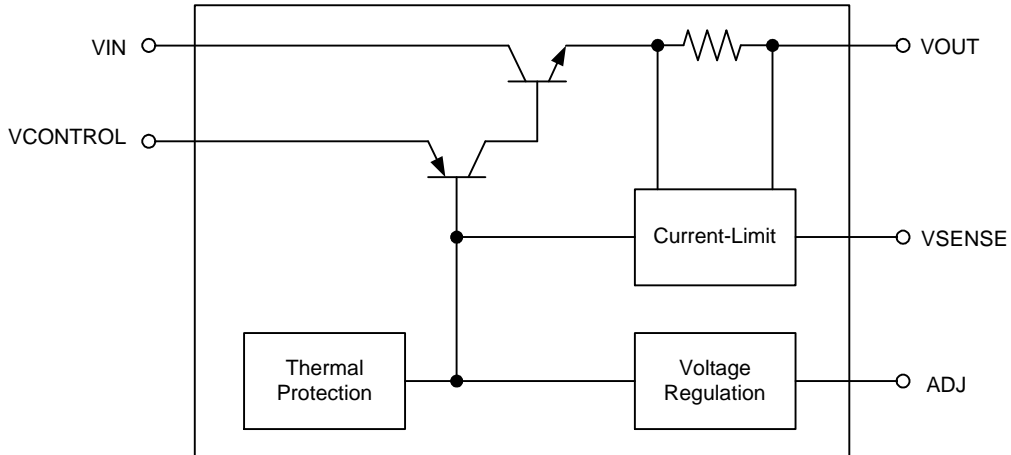 VIN
VOUT
VCONTROL
Current-Limit
VSENSE
Thermal
Protection
Voltage
Regulation
ADJ